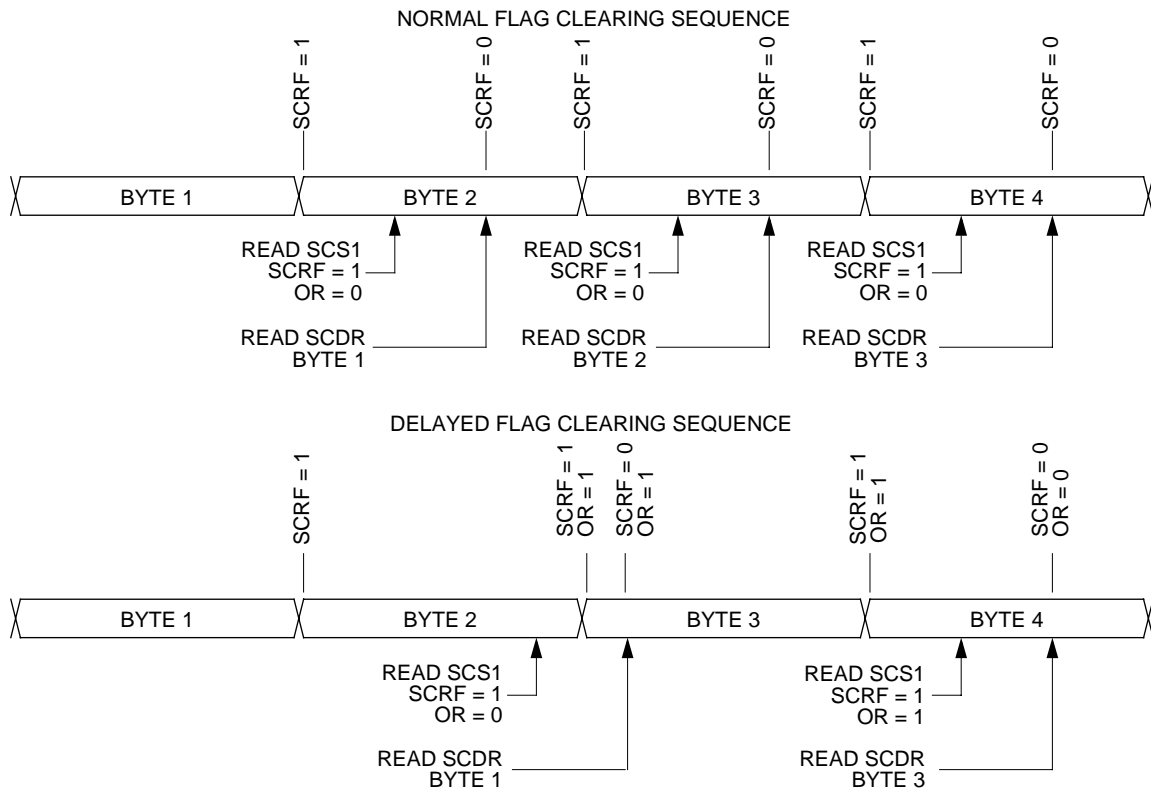 NORMAL FLAG CLEARING SEQUENCE
SCRF = 1
SCRF = 0
SCRF = 1
SCRF = 0
SCRF = 1
SCRF = 0
BYTE 1
BYTE 2
BYTE 3
BYTE 4
READ SCS1
SCRF = 1
OR = 0
READ SCS1
SCRF = 1
OR = 0
READ SCS1
SCRF = 1
OR = 0
READ SCDR
BYTE 1
READ SCDR
BYTE 2
READ SCDR
BYTE 3
DELAYED FLAG CLEARING SEQUENCE
SCRF = 1
SCRF = 1
OR = 1
SCRF = 0
OR = 1
SCRF = 1
OR = 1
SCRF = 0
OR = 0
BYTE 1
BYTE 2
BYTE 3
BYTE 4
READ SCS1
SCRF = 1
OR = 0
READ SCS1
SCRF = 1
OR = 1
READ SCDR
BYTE 1
READ SCDR
BYTE 3